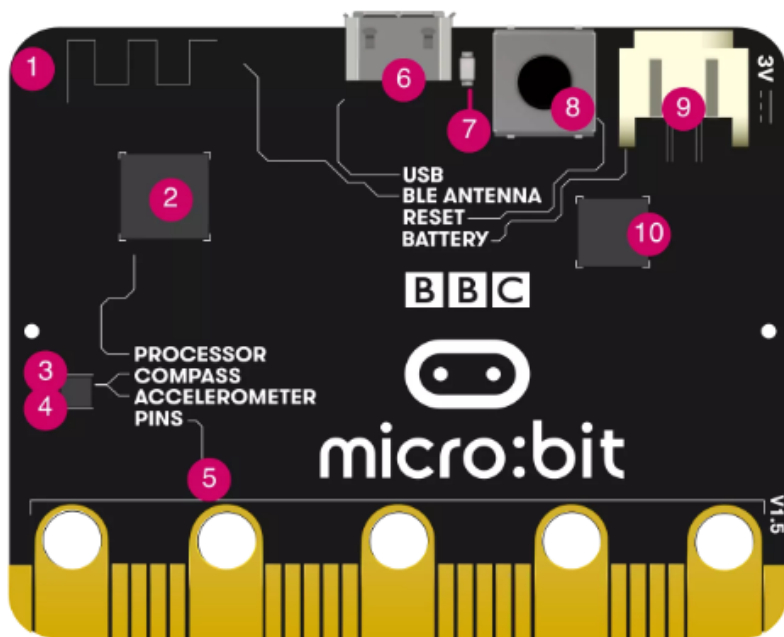 1
6
7
8
9
3V
2
USB
BLE ANTENNA
RESET
BATTERY
10
BBC
3
4
PROCESSOR
COMPASS
ACCELEROMETER
PINS
micro:bit
5
V1.5